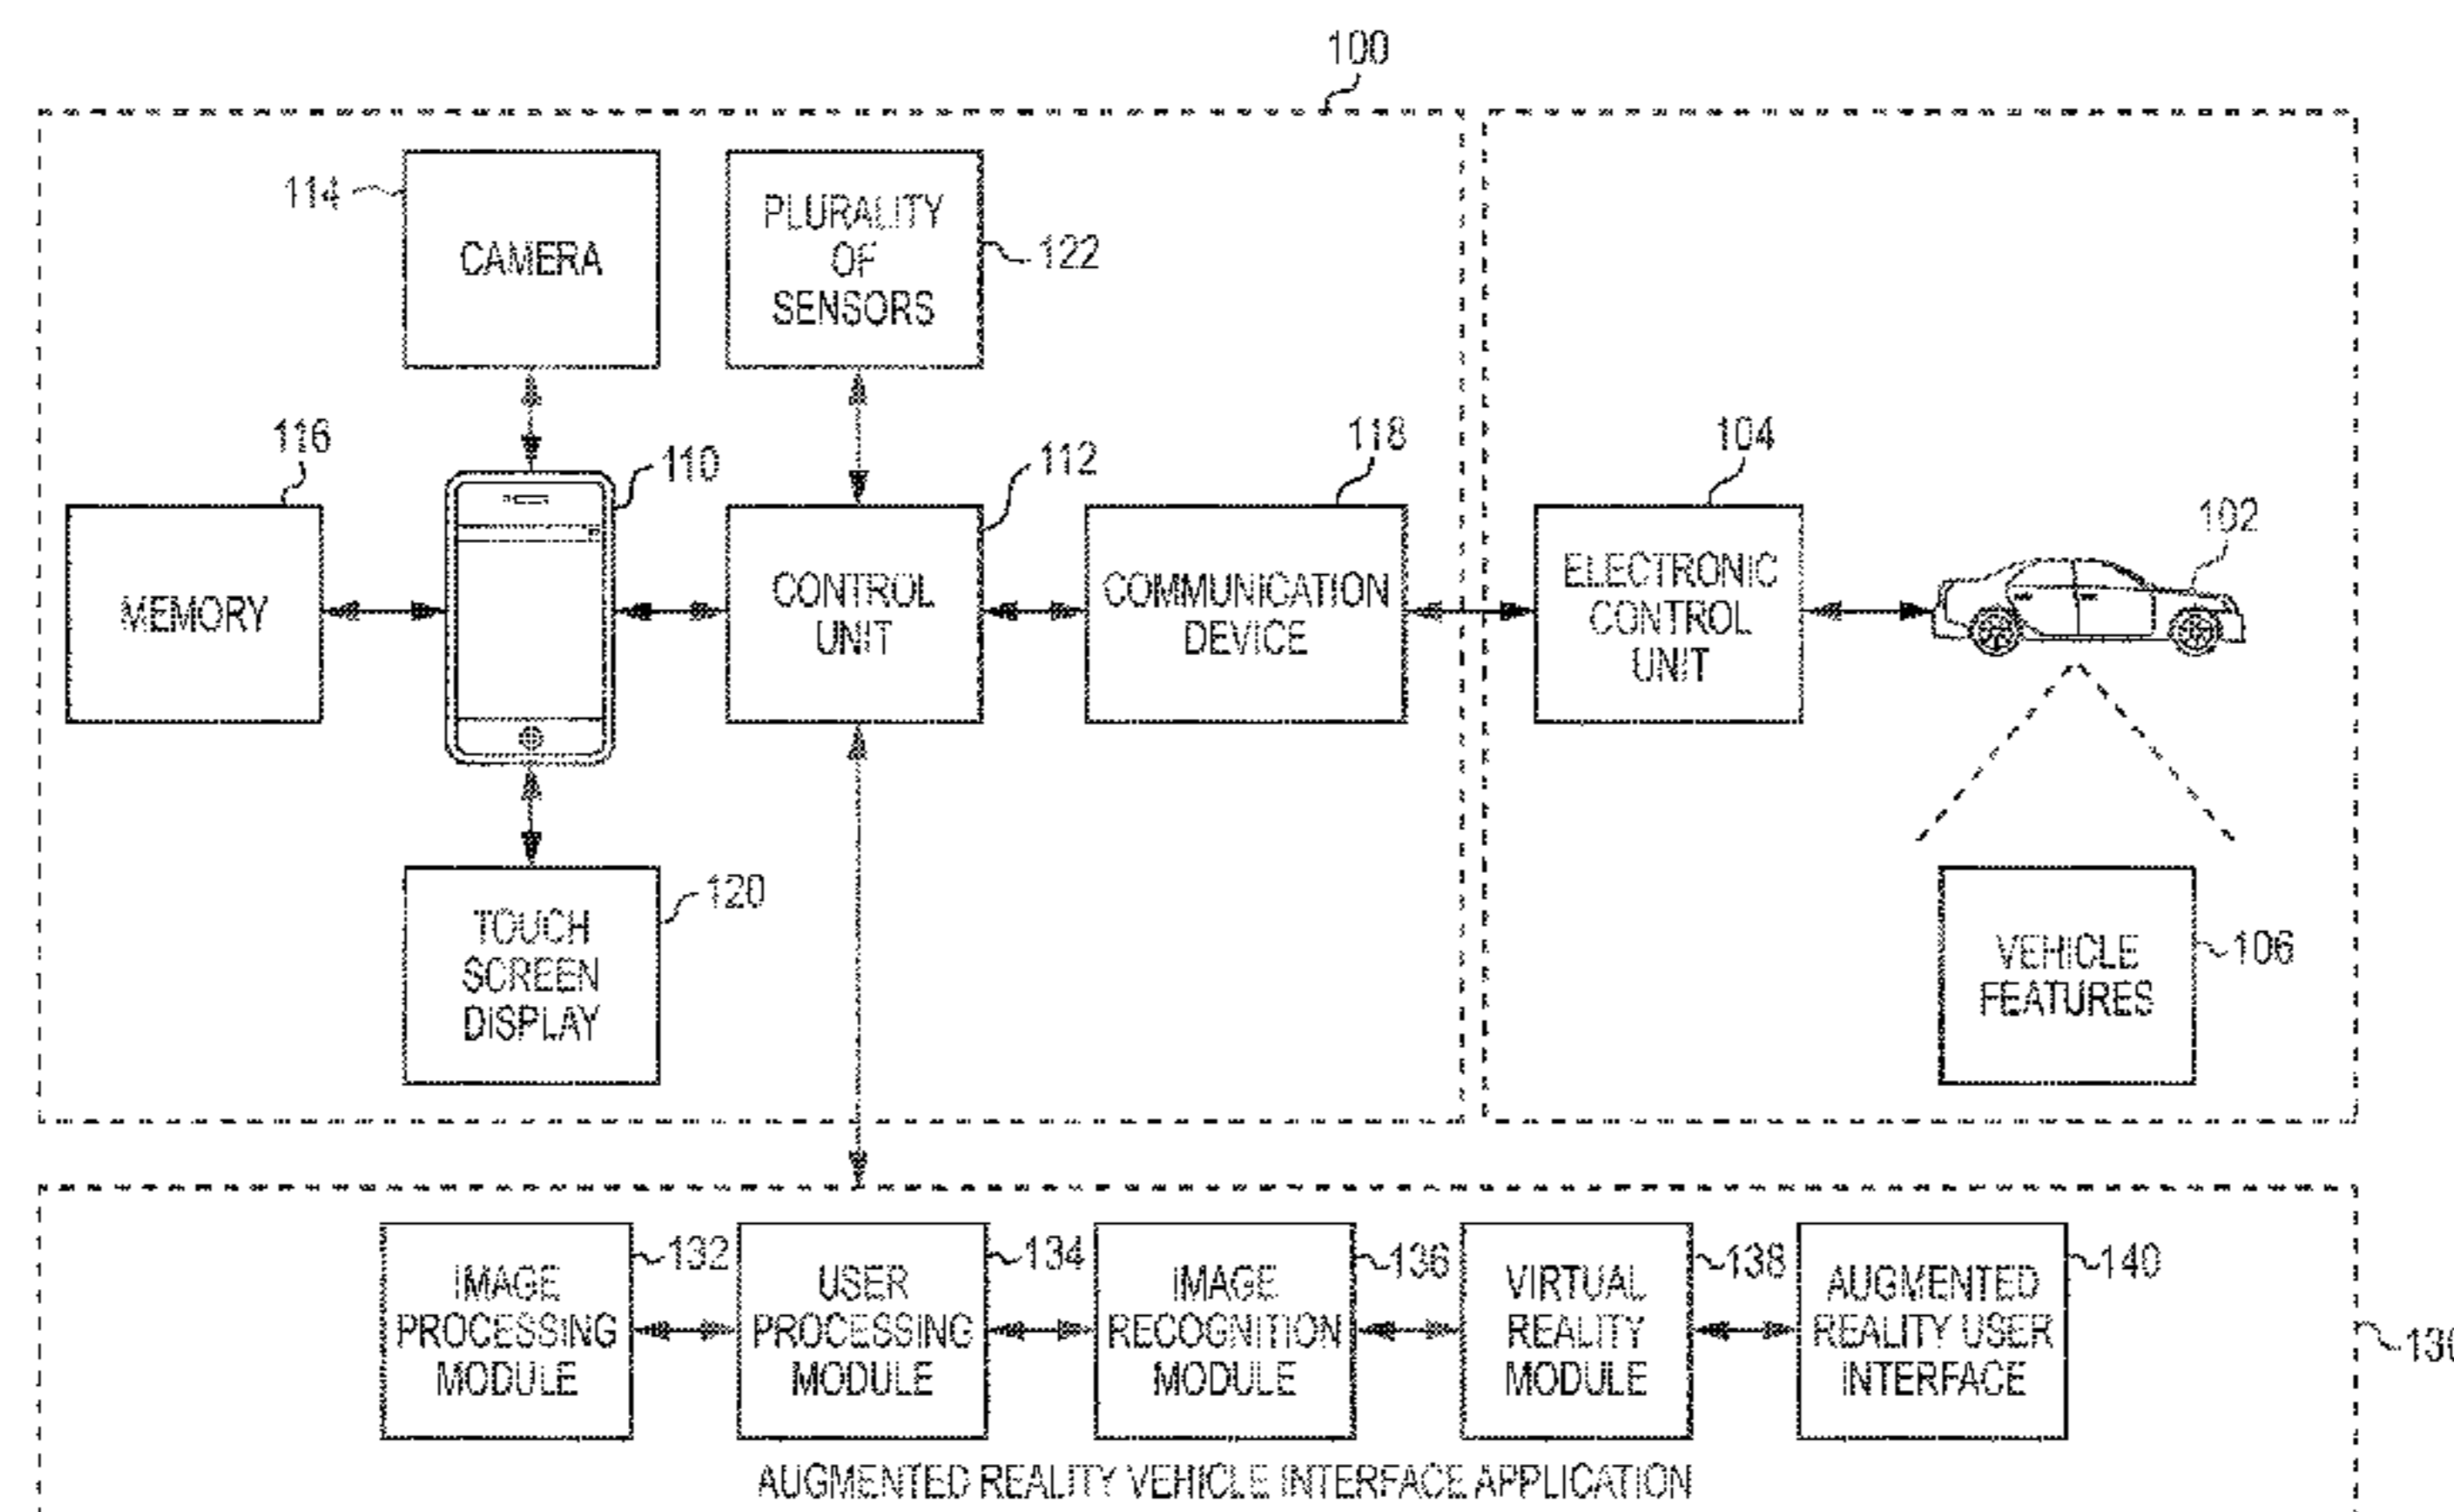 100
114
CAMERA
PLURALITY
OF
SENSORS
122
116
110
112
118
104
102
MEMORY
CONTROL
UNIT
COMMUNICATION
DEVICE
ELECTRONIC
CONTROL
UNIT
120
TOUCH
SCREEN
DISPLAY
VEHICLE
FEATURES
106
IMAGE
PROCESSING
MODULE
132
USER
PROCESSING
MODULE
134
IMAGE
RECOGNITION
MODULE
136
VIRTUAL
REALITY
MODULE
138
AUGMENTED
REALITY USER
INTERFACE
140
130
AUGMENTED REALITY VEHICLE INTERFACE APPLICATION